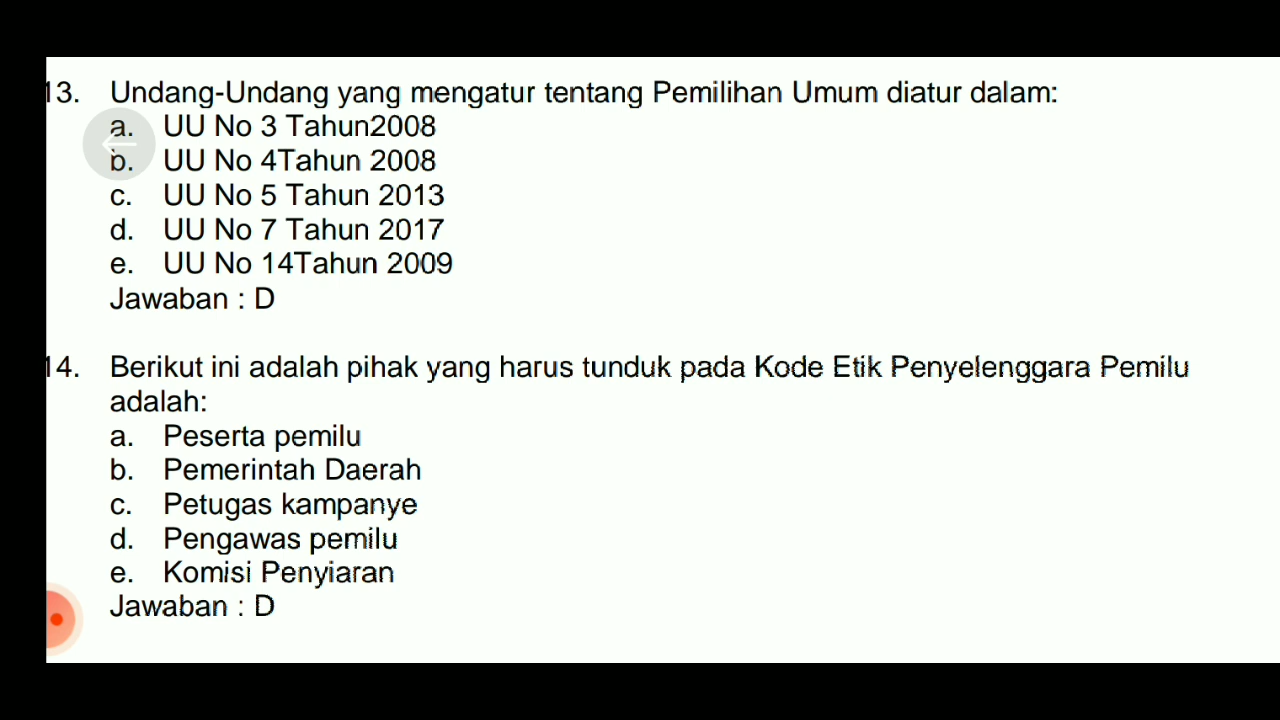 13. Undang-Undang yang mengatur tentang Pemilihan Umum diatur dalam:
a. UU No 3 Tahun2008
b. UU No 4Tahun 2008
c. UU No 5 Tahun 2013
d. UU No 7 Tahun 2017
e. UU No 14Tahun 2009
Jawaban : D
14. Berikut ini adalah pihak yang harus tunduk pada Kode Etik Penyelenggara Pemilu
adalah:
a. Peserta pemilu
b. Pemerintah Daerah
c. Petugas kampanye
d. Pengawas pemilu
e. Komisi Penyiaran
Jawaban : D